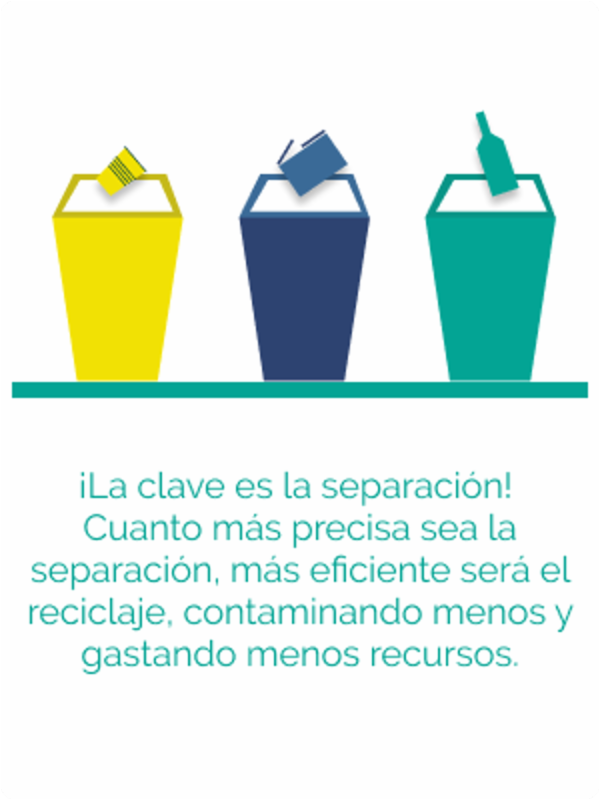 ¡La clave es la separación!
Cuanto más precisa sea la
separación, más eficiente será el
reciclaje, contaminando menos y
gastando menos recursos.